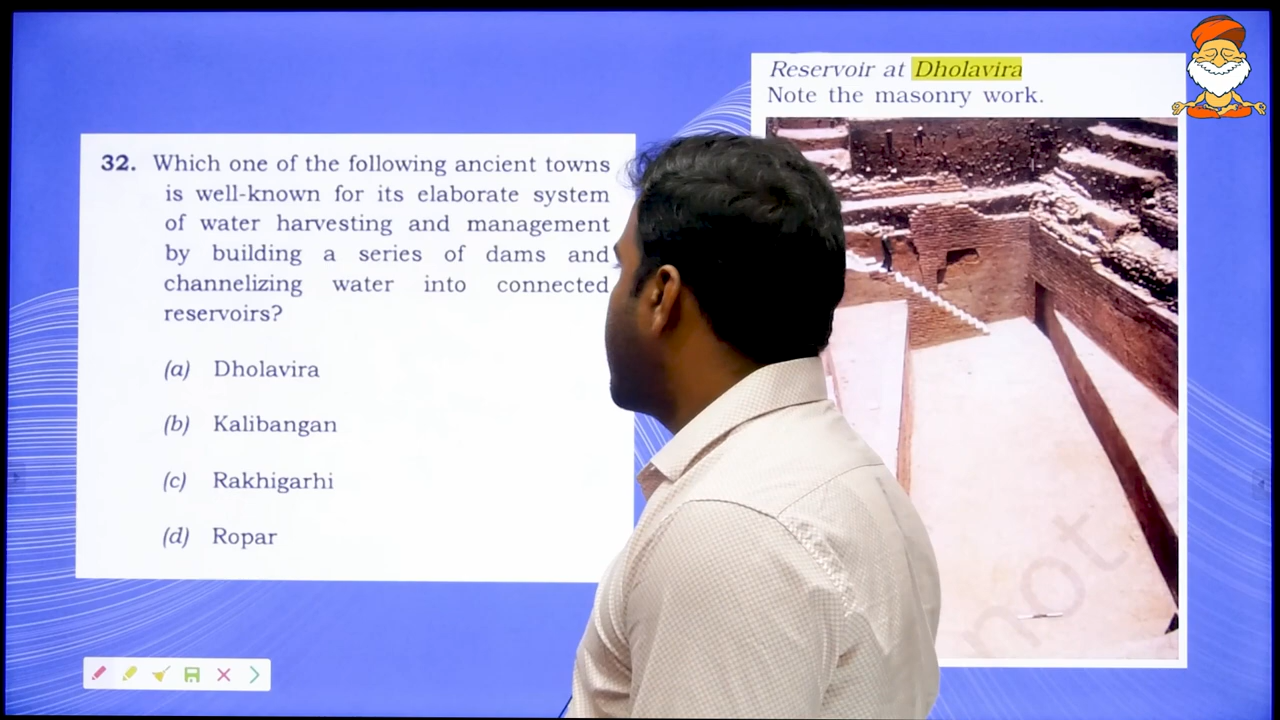 Reservoir at Dholavira
Note the masonry work.
32. Which one of the following ancient towns
is well-known for its elaborate system
of water harvesting and management
by building a series of dams and
channelizing water into connected
reservoirs?
(a) Dholavira
(b) Kalibangan
(c) Rakhigarhi
(d) Ropar
not